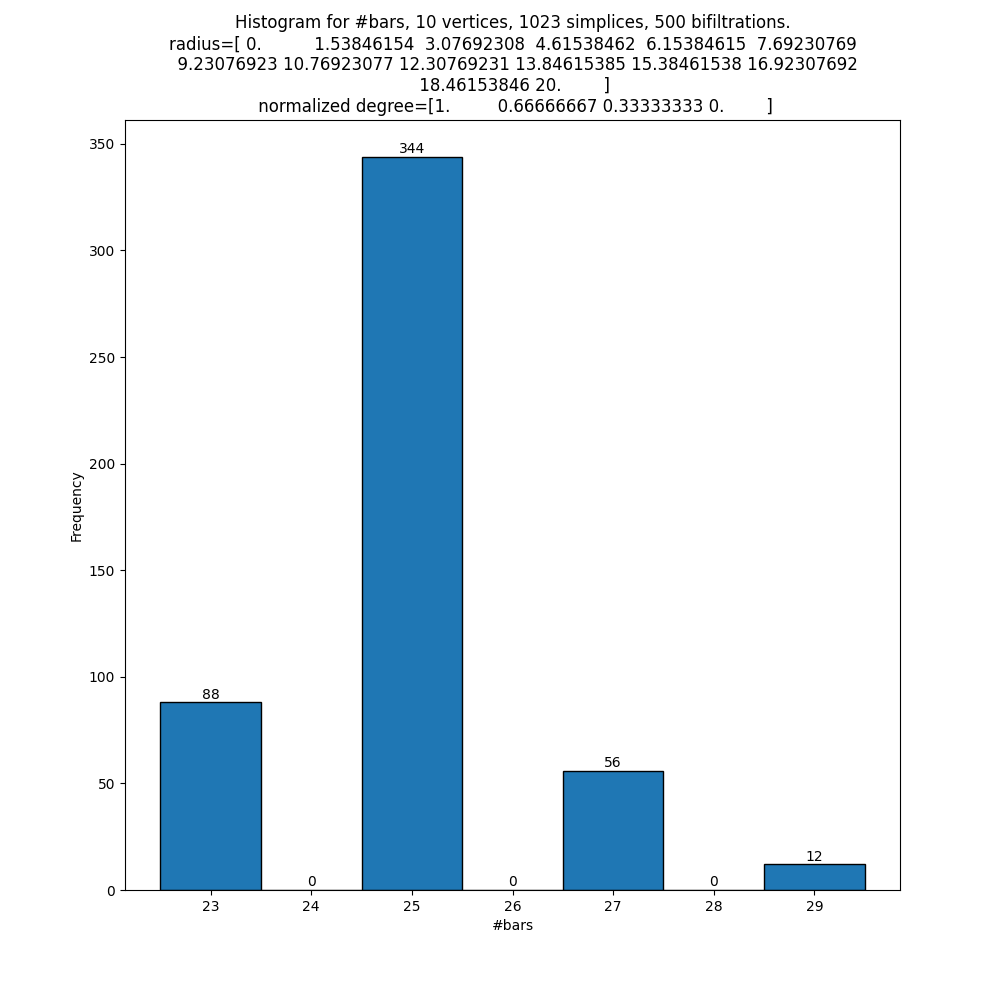 Histogram for #bars, 10 vertices, 1023 simplices, 500 bifiltrations.
radius=[ 0.          1.53846154  3.07692308  4.61538462  6.15384615  7.69230769
9.23076923 10.76923077 12.30769231 13.84615385 15.38461538 16.92307692
18.46153846 20.        ]
normalized degree=[1.         0.66666667 0.33333333 0.        ]
350
300
250
200
150
100
50
0
Frequency
88
0
344
0
56
0
12
23 24 25 26 27 28 29
#bars